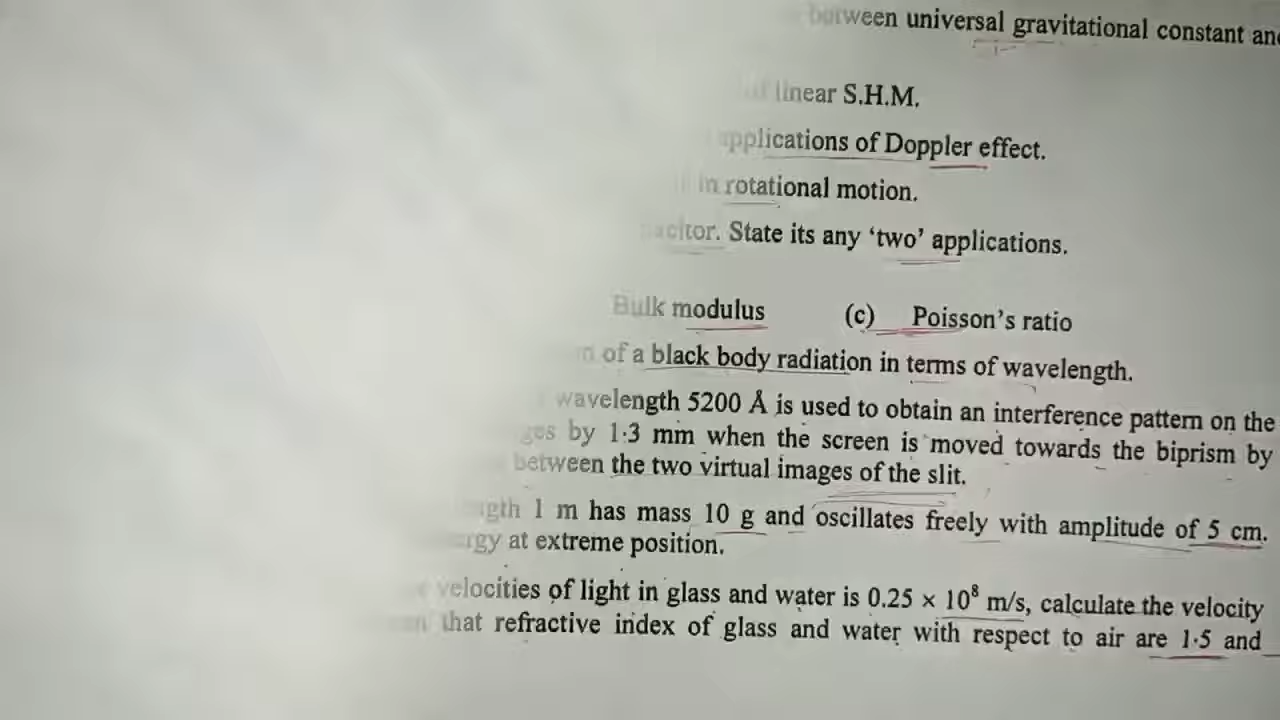 between universal gravitational constant
of linear S.H.M.
applications of Doppler effect.
in rotational motion.
State its any ‘two’ applications.
Bulk modulus (c) Poisson’s ratio
of a black body radiation in terms of wavelength.
wavelength 5200 Å is used to obtain an interference pattern on the
by 1·3 mm when the screen is moved towards the biprism by
between the two virtual images of the slit.
1 m has mass 10 g and oscillates freely with amplitude of 5 cm.
at extreme position.
velocities of light in glass and water is 0.25 × 10⁸ m/s, calculate the velocity
that refractive index of glass and water with respect to air are 1·5 and